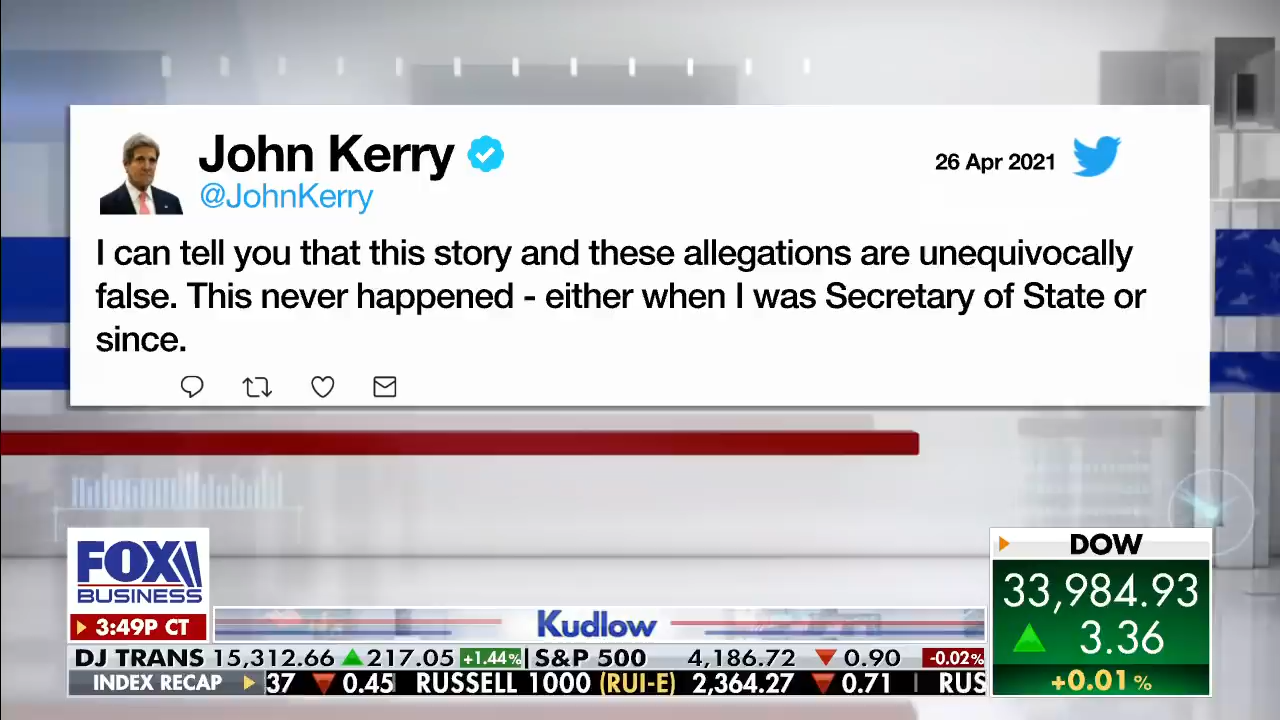 John Kerry
@JohnKerry
26 Apr 2021
I can tell you that this story and these allegations are unequivocally
false. This never happened - either when I was Secretary of State or
since.
FOX
BUSINESS
3:49P CT
Kudlow
DOW
33,984.93
3.36
+0.01%
DJ TRANS 15,312.66 217.05 +1.44% S&P 500 4,186.72 0.90 -0.02%
INDEX RECAP 37 0.45 RUSSELL 1000 (RUI-E) 2,364.27 0.71 RUS